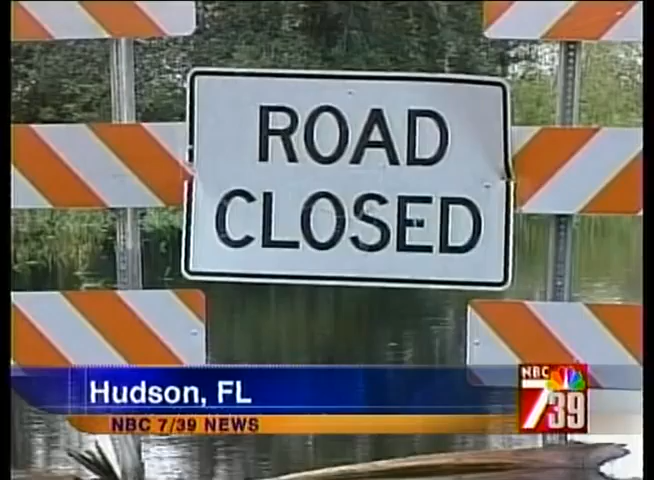 ROAD
CLOSED
Hudson, FL
NBC 7/39 NEWS
NBC
7 39